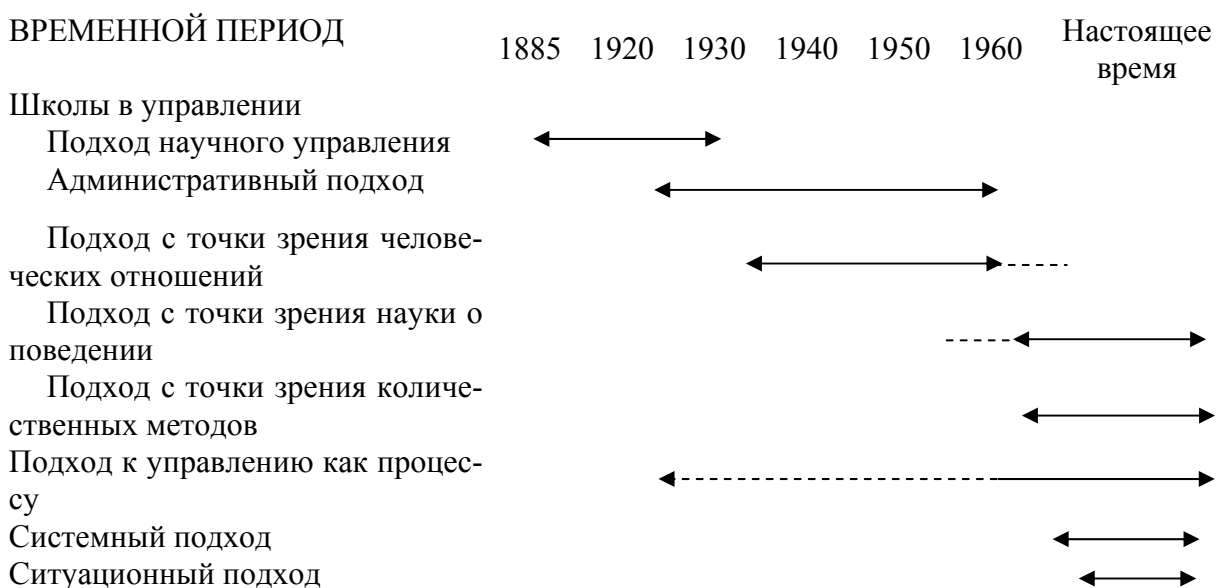 ВРЕМЕННОЙ ПЕРИОД
1885 1920 1930 1940 1950 1960 Настоящее
время
Школы в управлении
Подход научного управления
Административный подход
Подход с точки зрения челове-
ческих отношений
Подход с точки зрения науки о
поведении
Подход с точки зрения количе-
ственных методов
Подход к управлению как процес-
су
Системный подход
Ситуационный подход